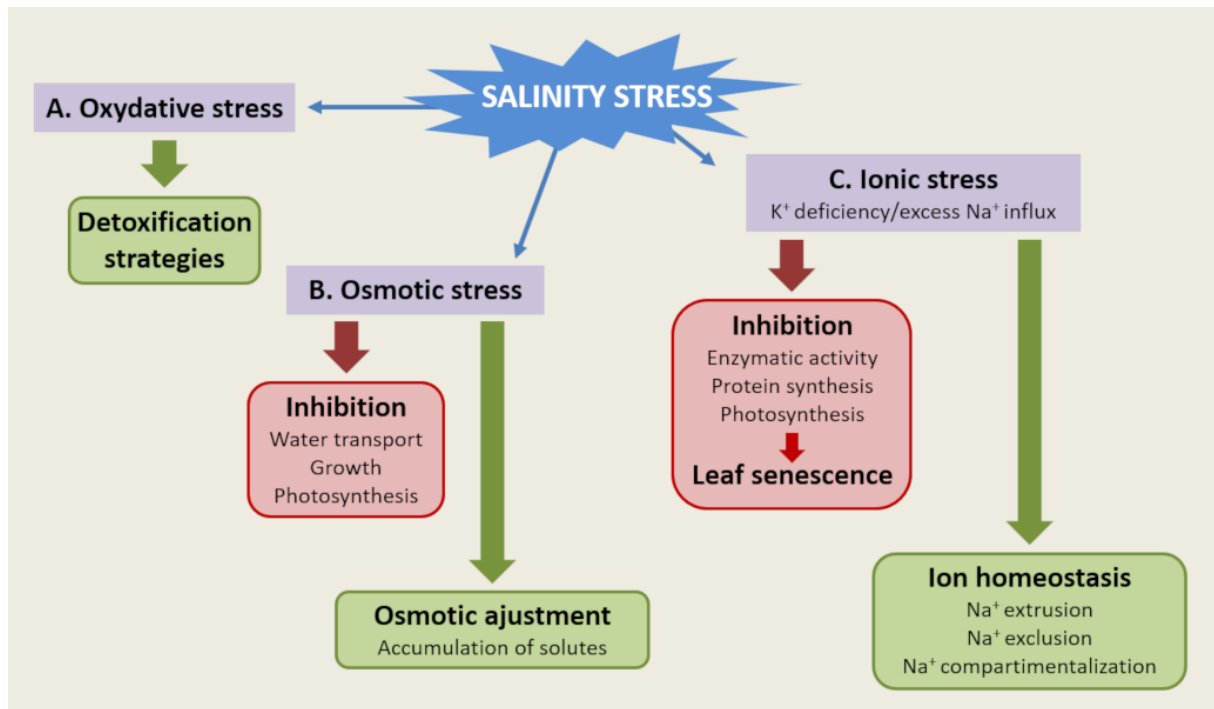 SALINITY STRESS
A. Oxydative stress
Detoxification
strategies
B. Osmotic stress
Inhibition
Water transport
Growth
Photosynthesis
Osmotic ajustment
Accumulation of solutes
C. Ionic stress
K⁺ deficiency/excess Na⁺ influx
Inhibition
Enzymatic activity
Protein synthesis
Photosynthesis
Leaf senescence
Ion homeostasis
Na⁺ extrusion
Na⁺ exclusion
Na⁺ compartimentalization